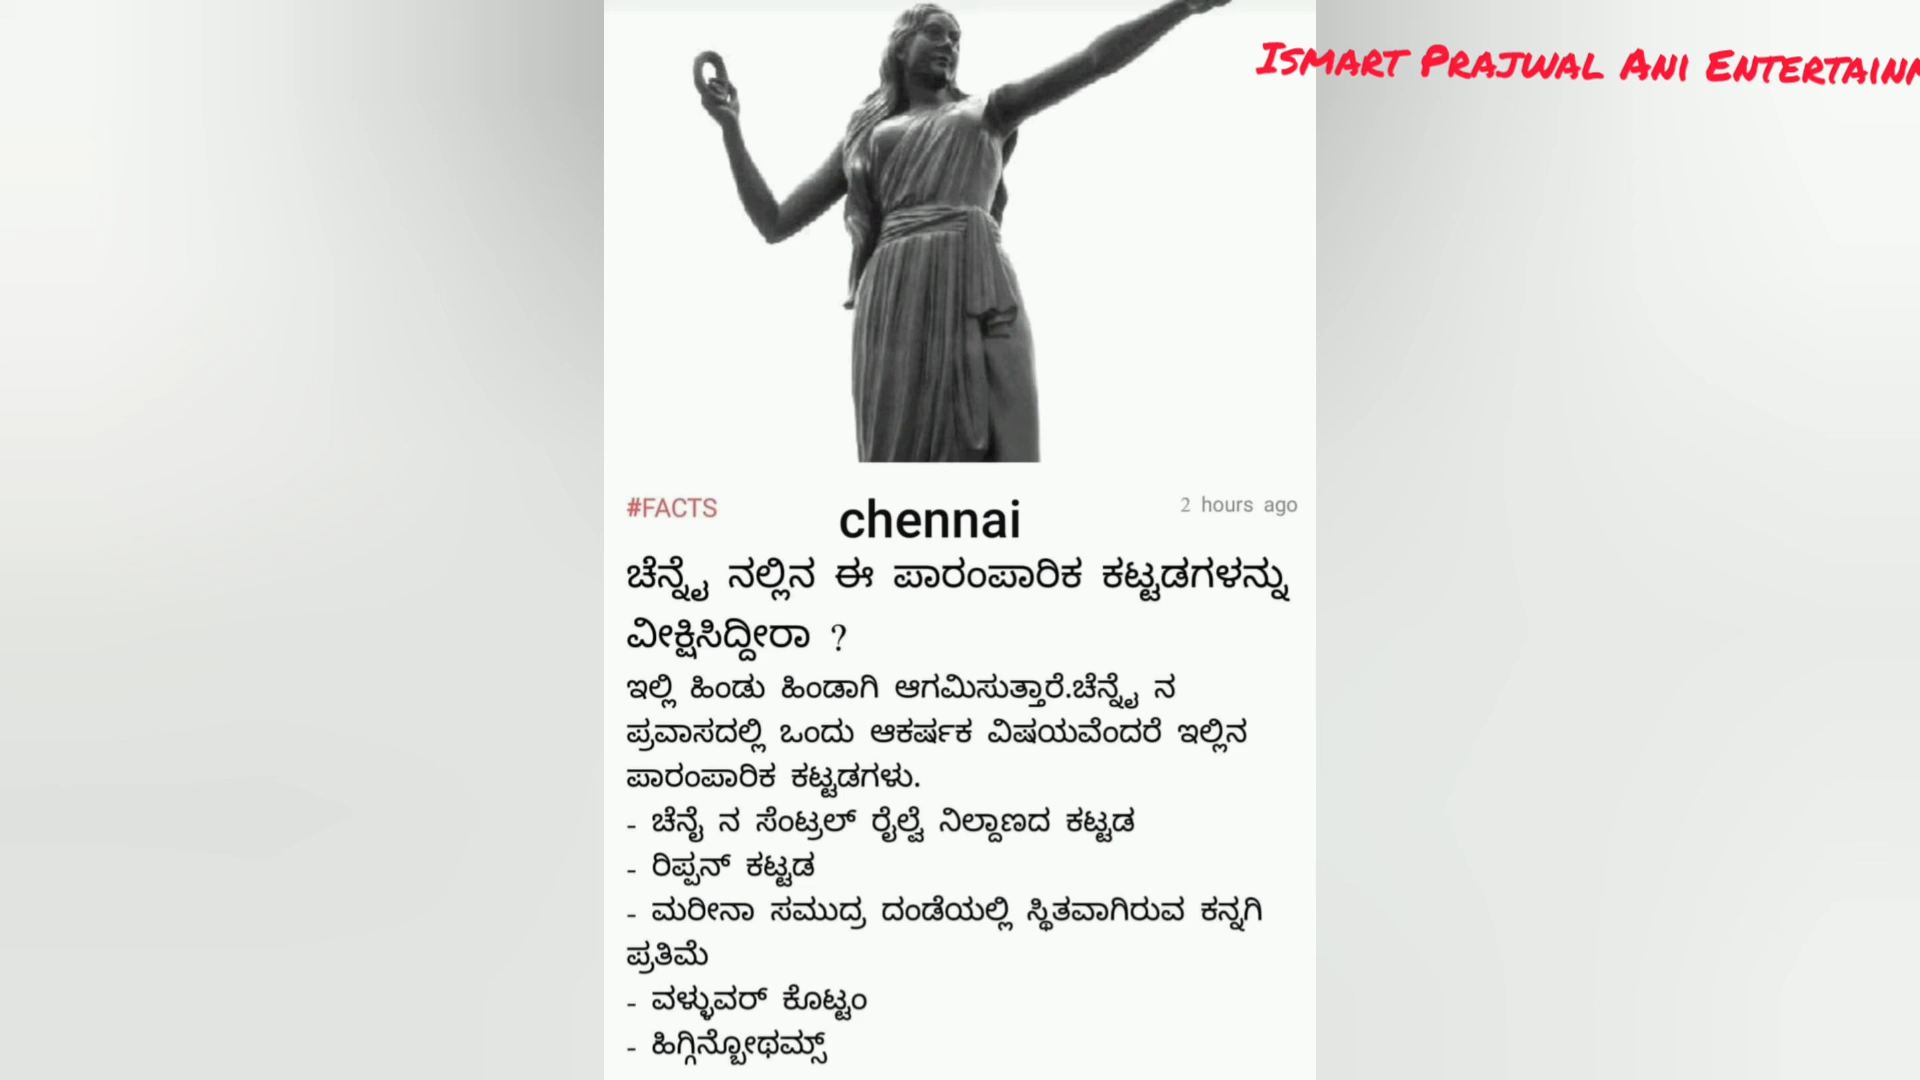 ISMART PRAJWAL ANI
#FACTS
chennai
2 hours ago
ಚೆನ್ನೈ ನಲ್ಲಿನ ಈ ಪಾರಂಪಾರಿಕ ಕಟ್ಟಡಗಳನ್ನು
ವೀಕ್ಷಿಸಿದ್ದೀರಾ ?
ಇಲ್ಲಿ ಹಿಂಡು ಹಿಂಡಾಗಿ ಆಗಮಿಸುತ್ತಾರೆ.ಚೆನ್ನೈ ನ
ಪ್ರವಾಸದಲ್ಲಿ ಒಂದು ಆಕರ್ಷಕ ವಿಷಯವೆಂದರೆ ಇಲ್ಲಿನ
ಪಾರಂಪಾರಿಕ ಕಟ್ಟಡಗಳು.
- ಚೆನೈ ನ ಸೆಂಟ್ರಲ್ ರೈಲ್ವೆ ನಿಲ್ದಾಣದ ಕಟ್ಟಡ
- ರಿಪ್ಪನ್ ಕಟ್ಟಡ
- ಮರೀನಾ ಸಮುದ್ರ ದಂಡೆಯಲ್ಲಿ ಸ್ಥಿತವಾಗಿರುವ ಕನ್ನಗಿ
ಪ್ರತಿಮೆ
- ವಳ್ಳುವರ್ ಕೊಟ್ಟಂ
- ಹಿಗ್ಗಿನ್ಬೋಥಮ್ಸ್